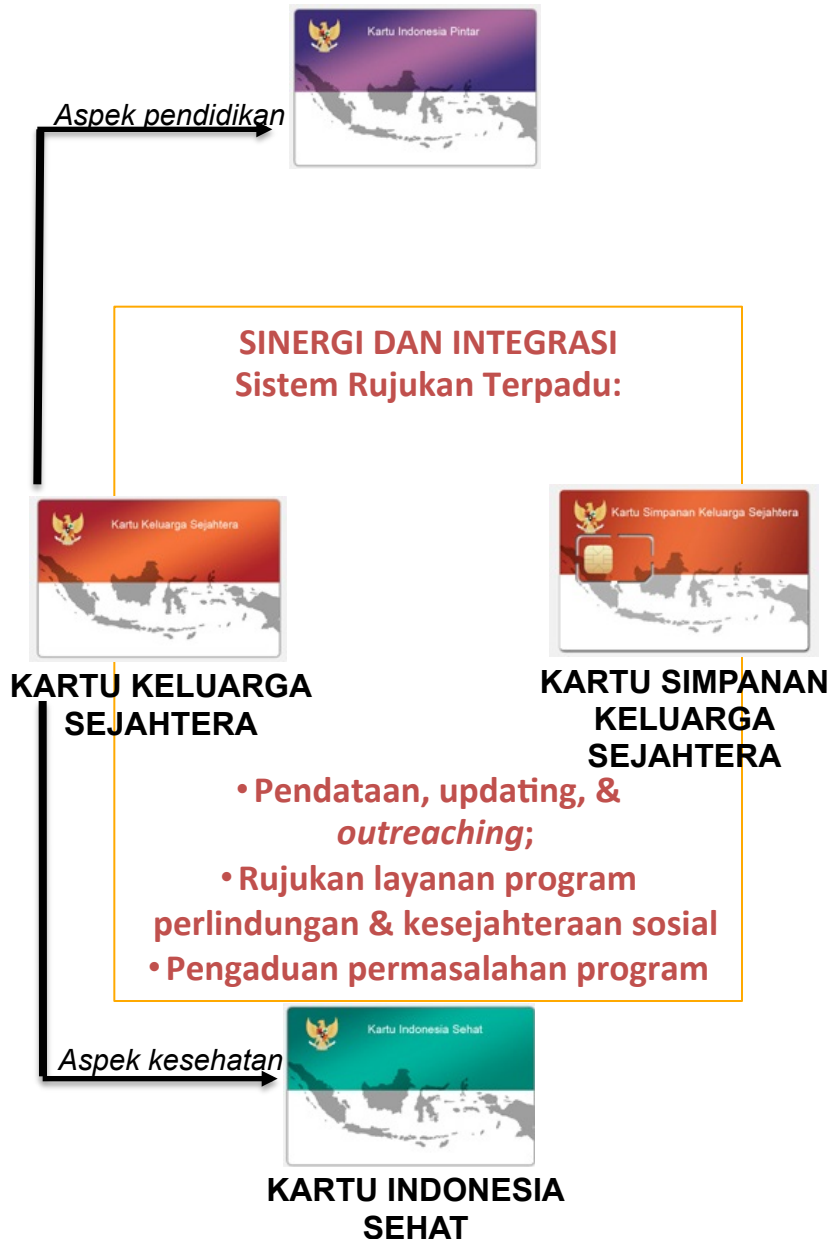 Kartu Indonesia Pintar
Aspek pendidikan
SINERGI DAN INTEGRASI
Sistem Rujukan Terpadu:
Kartu Keluarga Sejahtera
Kartu Simpanan Keluarga Sejahtera
KARTU KELUARGA
SEJAHTERA
KARTU SIMPANAN
KELUARGA
SEJAHTERA
• Pendataan, updating, &
outreaching;
• Rujukan layanan program
perlindungan & kesejahteraan sosial
• Pengaduan permasalahan program
Kartu Indonesia Sehat
Aspek kesehatan
KARTU INDONESIA
SEHAT